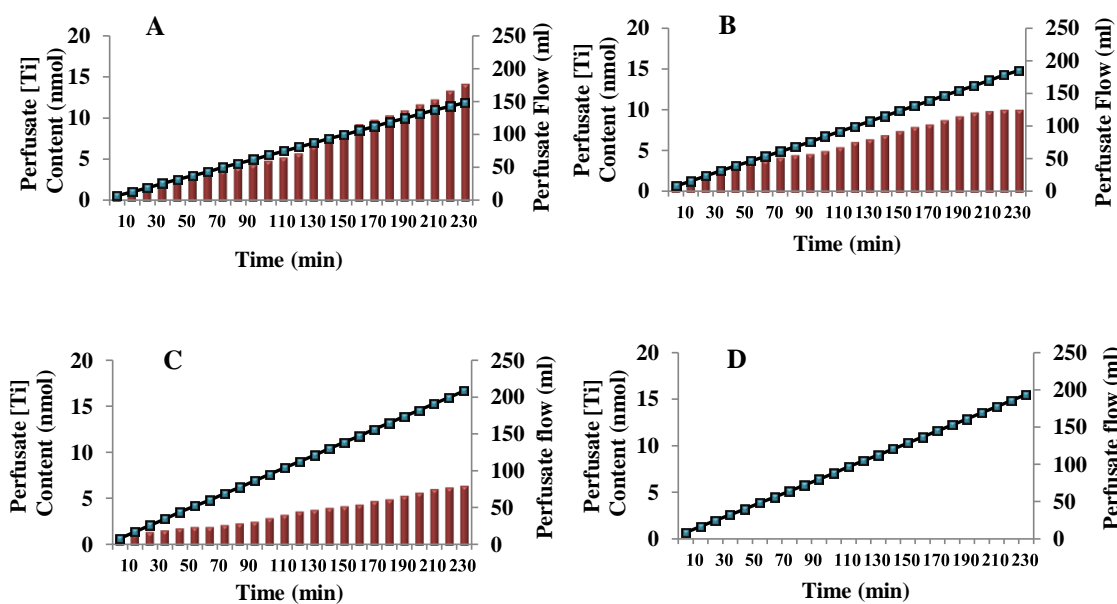 A
Perfusate [Ti]
Content (nmol)
20
15
10
5
0
250
200
150
100
50
0
Perfusate Flow (ml)
10 30 50 70 90 110 130 150 170 190 210 230
Time (min)
B
Perfusate [Ti]
Content (nmol)
20
15
10
5
0
250
200
150
100
50
0
Perfusate Flow (ml)
10 30 50 70 90 110 130 150 170 190 210 230
Time (min)
C
Perfusate [Ti]
Content (nmol)
20
15
10
5
0
250
200
150
100
50
0
Perfusate flow (ml)
10 30 50 70 90 110 130 150 170 190 210 230
Time (min)
D
Perfusate [Ti]
Content (nmol)
20
15
10
5
0
250
200
150
100
50
0
Perfusate flow (ml)
10 30 50 70 90 110 130 150 170 190 210 230
Time (min)